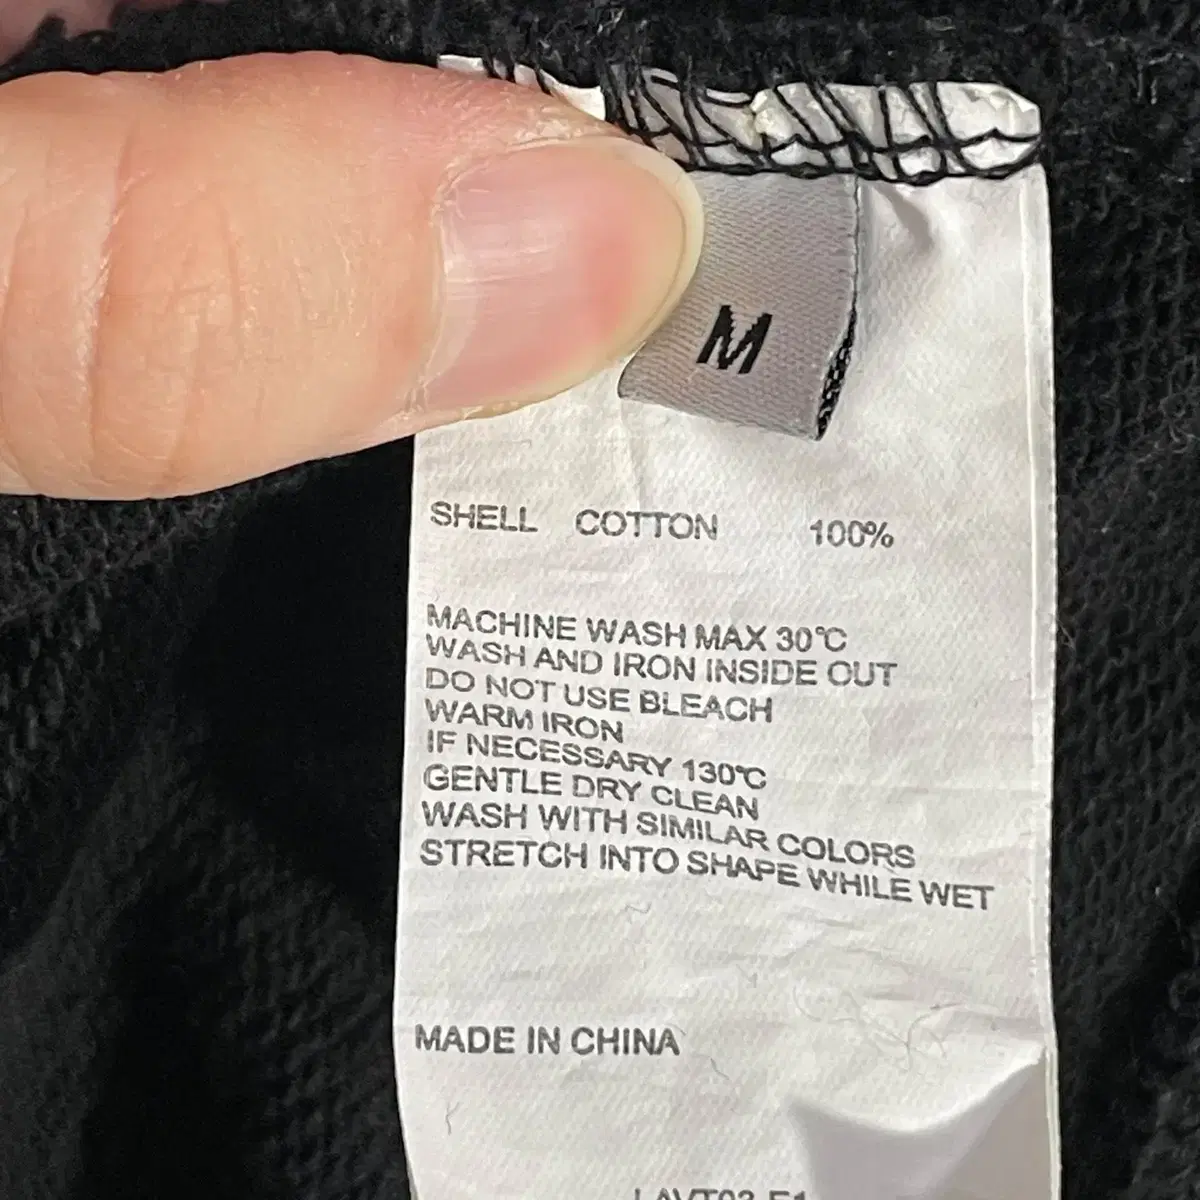 M
SHELL COTTON 100%
MACHINE WASH MAX 30℃
WASH AND IRON INSIDE OUT
DO NOT USE BLEACH
WARM IRON
IF NECESSARY 130℃
GENTLE DRY CLEAN
WASH WITH SIMILAR COLORS
STRETCH INTO SHAPE WHILE WET
MADE IN CHINA